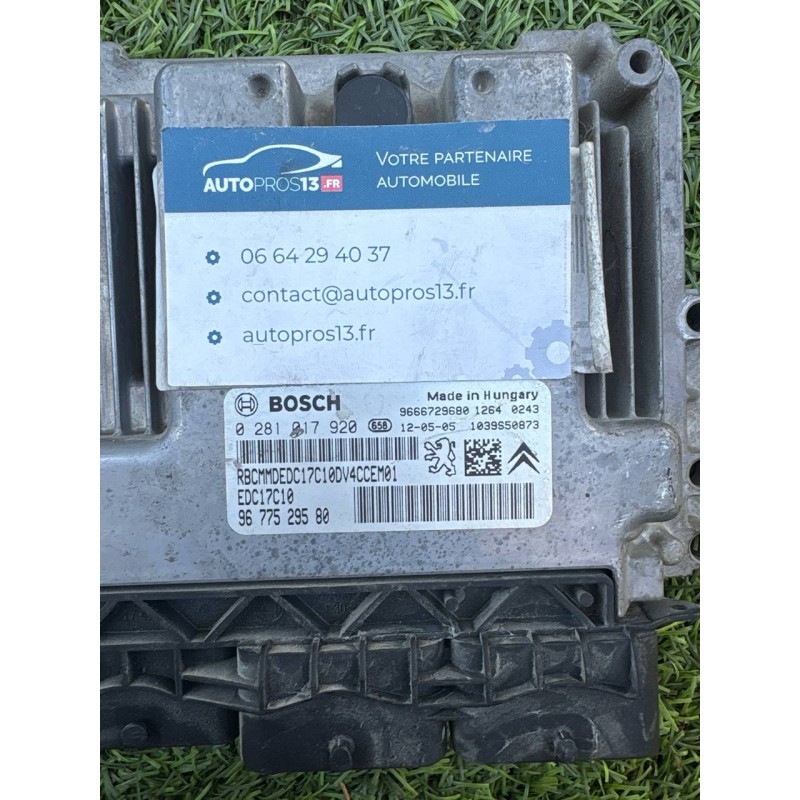 AUTOPROS13.FR
VOTRE PARTENAIRE
AUTOMOBILE
06 64 29 40 37
contact@autopros13.fr
autopros13.fr
BOSCH
Made in Hungary
9666729680 1264 0243
0 281 017 920 658 12-05-05 1039650873
RBCMMDEDC17C10DV4CCEM01
EDC17C10
96 775 295 80